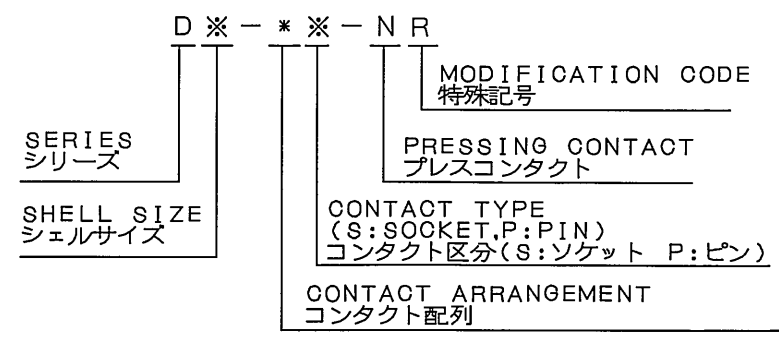 D※-*※-NR
MODIFICATION CODE
特殊記号
SERIES
シリーズ
PRESSING CONTACT
プレスコンタクト
SHELL SIZE
シェルサイズ
CONTACT TYPE
(S:SOCKET,P:PIN)
コンタクト区分(S:ソケット P:ピン)
CONTACT ARRANGEMENT
コンタクト配列